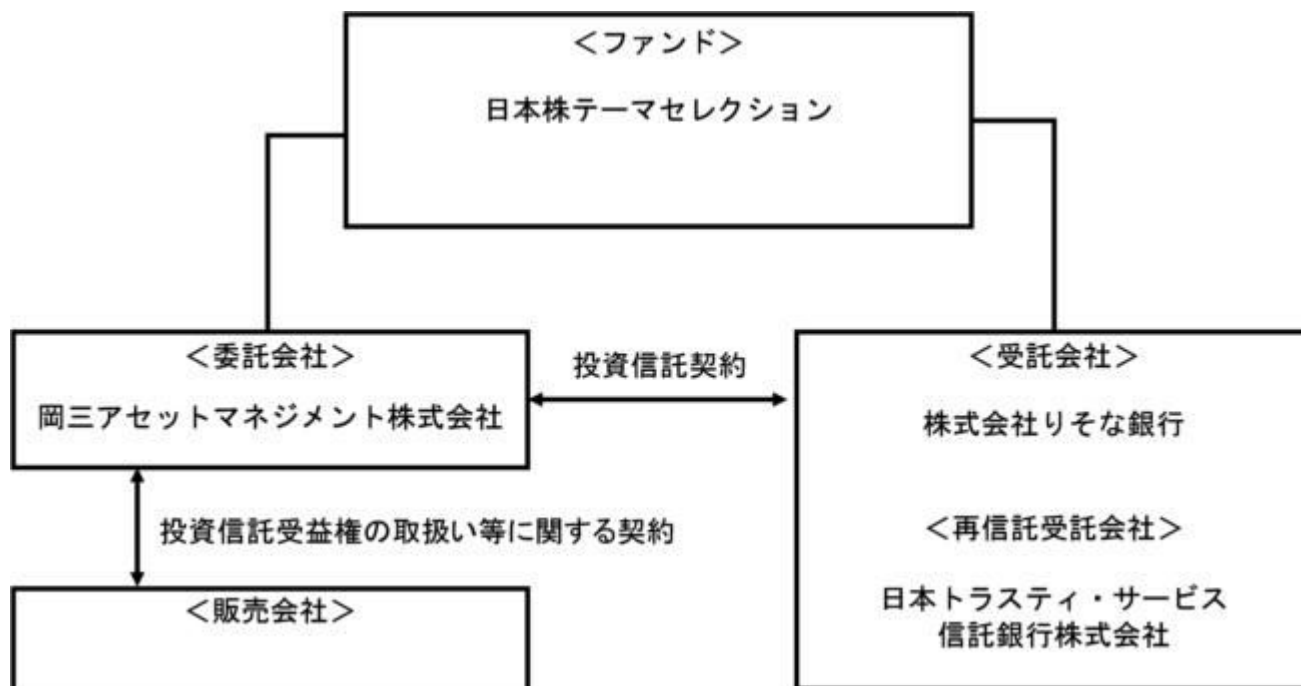 ＜ファンド＞
日本株テーマセレクション
＜委託会社＞
岡三アセットマネジメント株式会社
投資信託契約
＜受託会社＞
株式会社りそな銀行
＜再信託受託会社＞
日本トラスティ・サービス
信託銀行株式会社
投資信託受益権の取扱い等に関する契約
＜販売会社＞